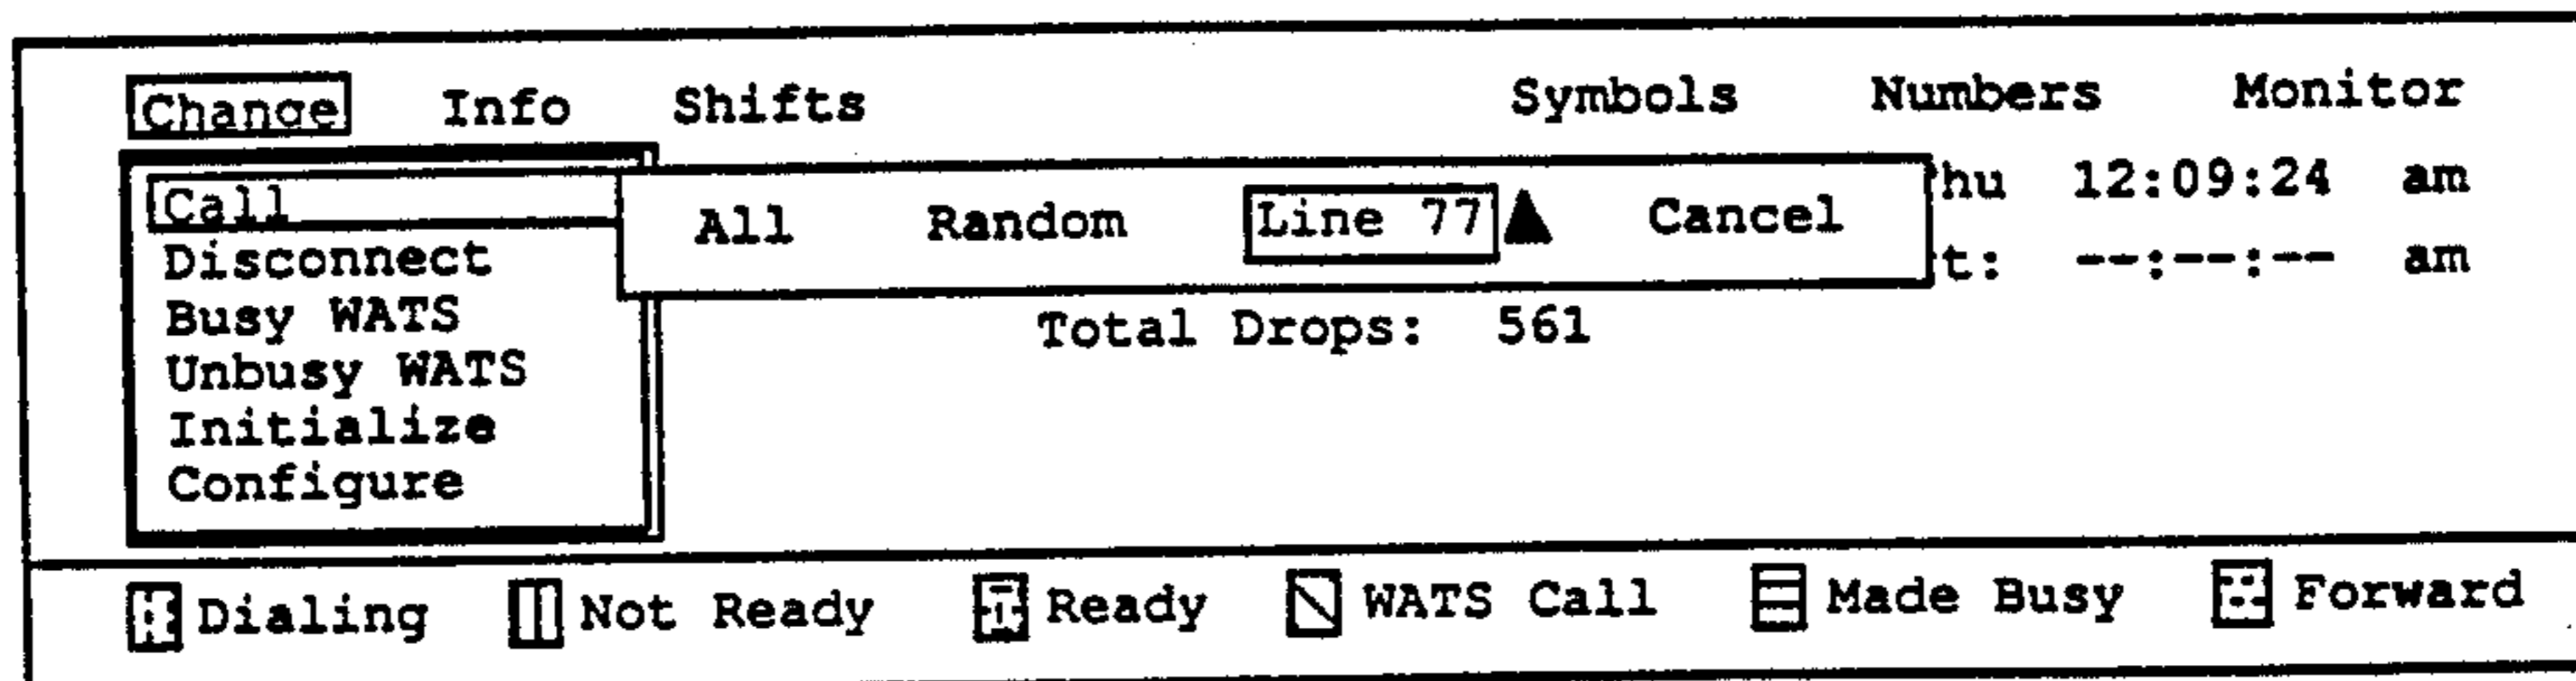 Change Info Shifts Symbols Numbers Monitor
Call All Random Line 77 Cancel hu 12:09:24 am
Disconnect t: --:--:-- am
Busy WATS Total Drops: 561
Unbusy WATS
Initialize
Configure
Dialing Not Ready Ready WATS Call Made Busy Forward